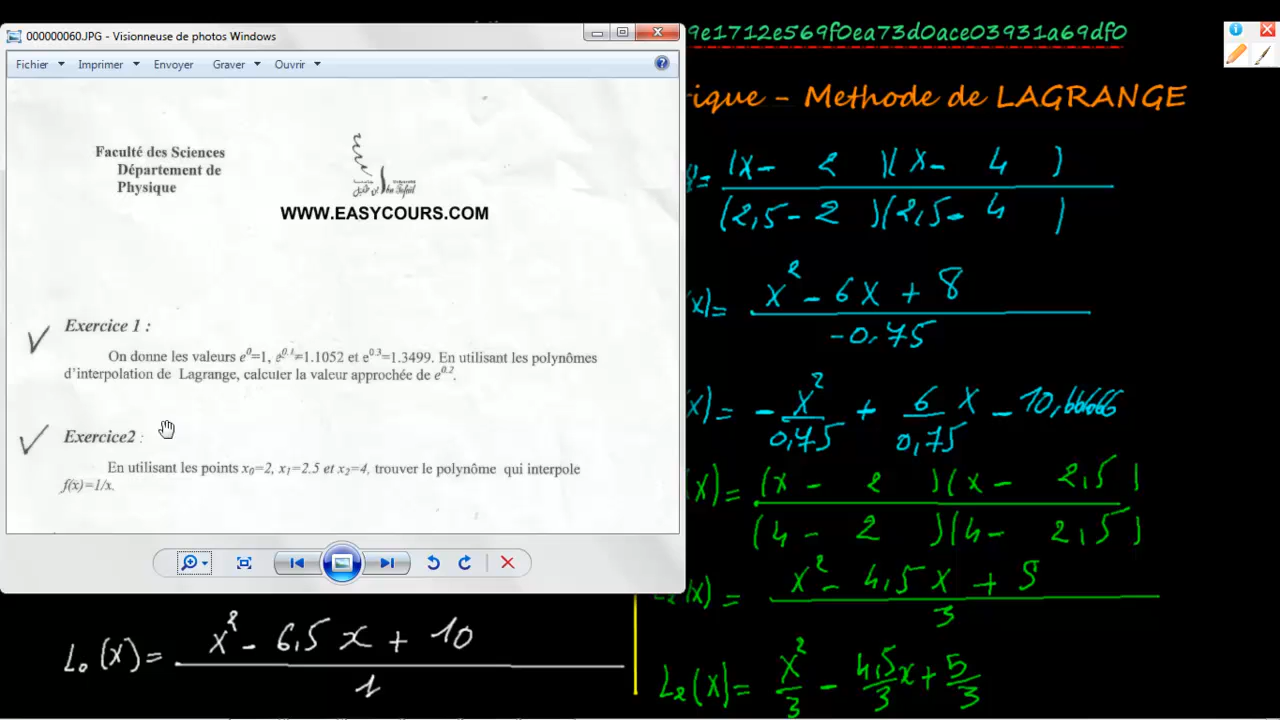 000000060.JPG - Visionneuse de photos Windows
Fichier Imprimer Envoyer Graver Ouvrir
Faculté des Sciences
Département de
Physique
WWW.EASYCOURS.COM
Exercice 1 :
On donne les valeurs e^0=1, e^0.1=1.1052 et e^0.3=1.3499. En utilisant les polynômes
d'interpolation de Lagrange, calculer la valeur approchée de e^0.2.
Exercice2 :
En utilisant les points x₀=2, x₁=2.5 et x₂=4, trouver le polynôme qui interpole
f(x)=1/x.
L₀(x)= x² - 6,5x + 10
1
9e1712e569f0ea73d0ace03931a69df0
rique - Methode de LAGRANGE
= (x- 2 )(x- 4 )
(2,5- 2 )(2,5- 4 )
x)= x² - 6x + 8
-0,75
x)= - x² + 6 x - 10,66666
0,75 0,75
x)= (x - 2 )(x - 2,5 )
(4- 2 )(4- 2,5 )
(x) = x² - 4,5x + 5
3
L₂(x)= x² - 4,5x + 5
3 3 3